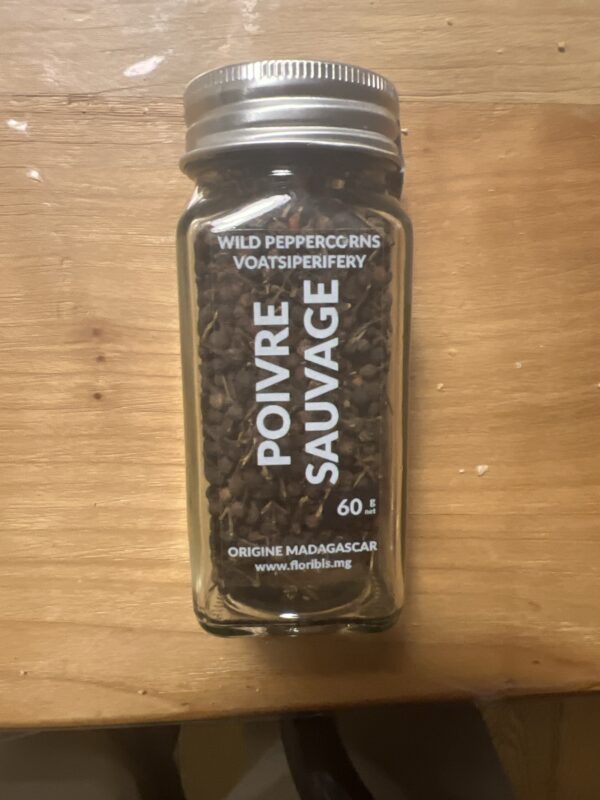 WILD PEPPERCORNS
VOATSIPERIFERY
POIVRE
SAUVAGE
60 g
net
ORIGINE MADAGASCAR
www.floribis.mg